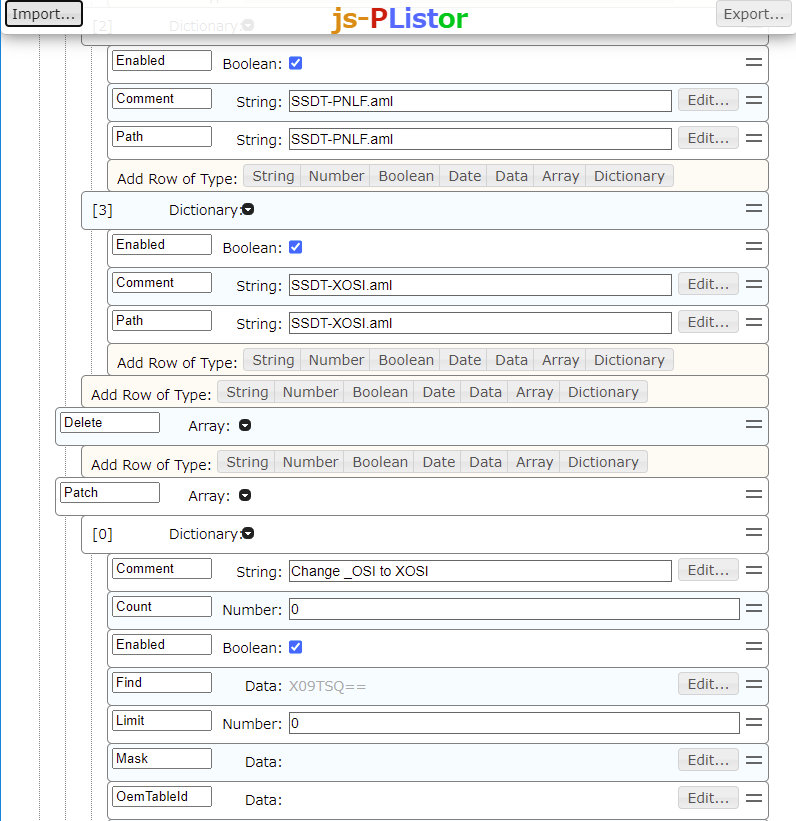 Import...
js-PListor
Export...
[2] Dictionary:
Enabled Boolean:
Comment String: SSDT-PNLF.aml Edit...
Path String: SSDT-PNLF.aml Edit...
Add Row of Type: String Number Boolean Date Data Array Dictionary
[3] Dictionary:
Enabled Boolean:
Comment String: SSDT-XOSI.aml Edit...
Path String: SSDT-XOSI.aml Edit...
Add Row of Type: String Number Boolean Date Data Array Dictionary
Add Row of Type: String Number Boolean Date Data Array Dictionary
Delete Array:
Add Row of Type: String Number Boolean Date Data Array Dictionary
Patch Array:
[0] Dictionary:
Comment String: Change _OSI to XOSI Edit...
Count Number: 0
Enabled Boolean:
Find Data: X09TSQ== Edit...
Limit Number: 0
Mask Data: Edit...
OemTableId Data: Edit...